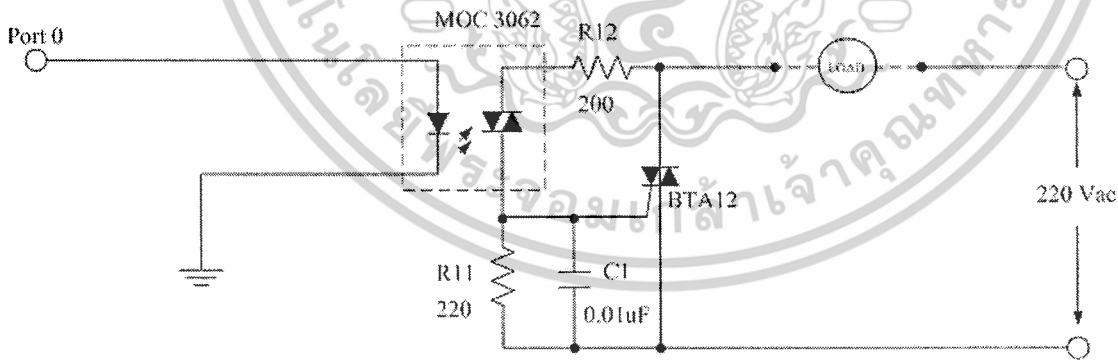 MOC 3062
Port 0
R12
LOAD
200
220 Vac
BTA12
R11
220
C1
0.01uF